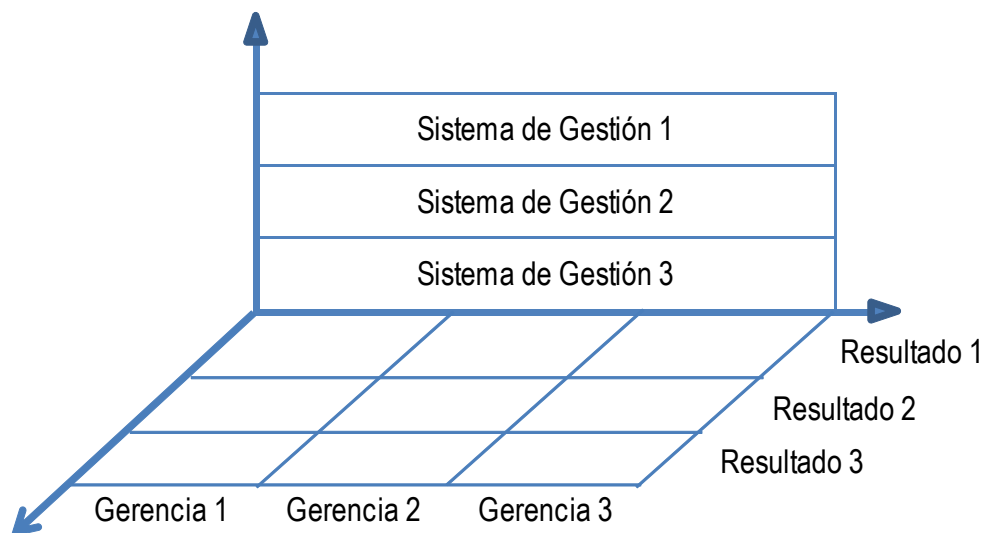 Sistema de Gestión 1
Sistema de Gestión 2
Sistema de Gestión 3
Resultado 1
Resultado 2
Resultado 3
Gerencia 1 Gerencia 2 Gerencia 3